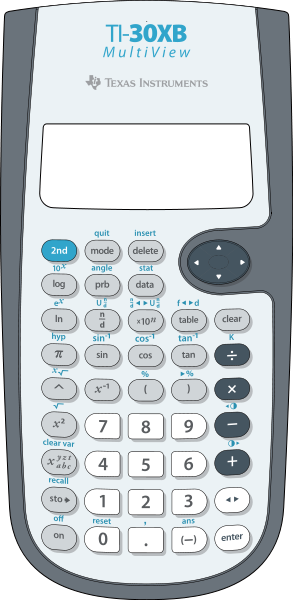 TI-30XB
MultiView
TEXAS INSTRUMENTS
quit insert
2nd mode delete
10ˣ angle stat
log prb data
eˣ U n/d n/d ◄► U n/d f◄►d
ln n/d ×10ⁿ table clear
hyp sin⁻¹ cos⁻¹ tan⁻¹ K
π sin cos tan ÷
ˣ√‾ % ►%
^ x⁻¹ ( ) ×
√‾ ◄◑
x² 7 8 9 −
clear var ◑►
x yzt abc 4 5 6 +
recall
sto► 1 2 3 ◄►
off reset , ans
on 0 . (−) enter